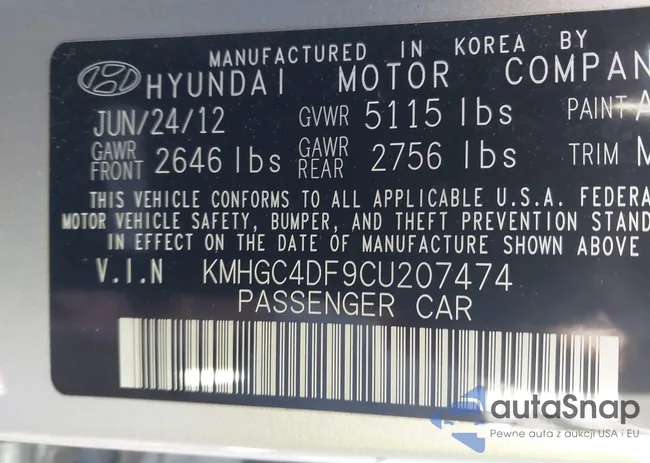 MANUFACTURED IN KOREA BY
HYUNDAI MOTOR COMPAN
JUN/24/12 GVWR 5115 lbs PAINT A
GAWR FRONT 2646 lbs GAWR REAR 2756 lbs TRIM M
THIS VEHICLE CONFORMS TO ALL APPLICABLE U.S.A. FEDERA
MOTOR VEHICLE SAFETY, BUMPER, AND THEFT PREVENTION STAND
IN EFFECT ON THE DATE OF MANUFACTURE SHOWN ABOVE
V.I.N KMHGC4DF9CU207474
PASSENGER CAR
autaSnap
Pewne auta z aukcji USA i EU